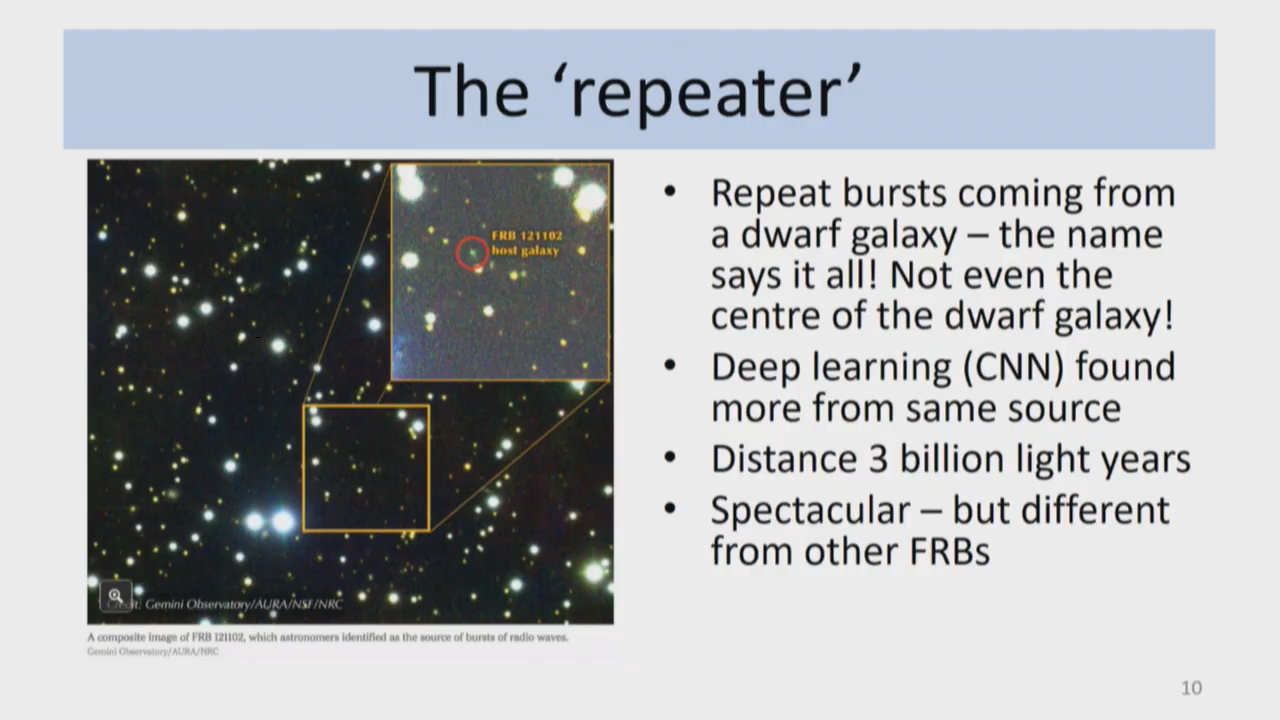 The ‘repeater’
FRB 121102
host galaxy
Credit: Gemini Observatory/AURA/NSF/NRC
A composite image of FRB 121102, which astronomers identified as the source of bursts of radio waves.
Gemini Observatory/AURA/NRC
• Repeat bursts coming from
a dwarf galaxy – the name
says it all! Not even the
centre of the dwarf galaxy!
• Deep learning (CNN) found
more from same source
• Distance 3 billion light years
• Spectacular – but different
from other FRBs
10